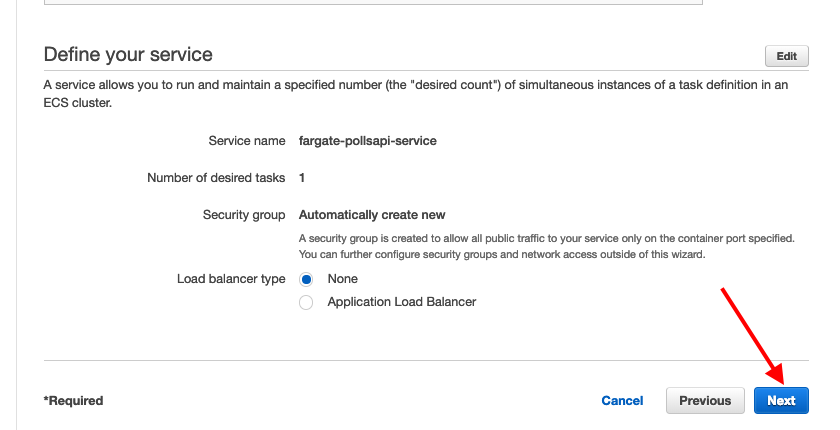 Define your service
Edit
A service allows you to run and maintain a specified number (the "desired count") of simultaneous instances of a task definition in an
ECS cluster.
Service name fargate-pollsapi-service
Number of desired tasks 1
Security group Automatically create new
A security group is created to allow all public traffic to your service only on the container port specified.
You can further configure security groups and network access outside of this wizard.
Load balancer type None
Application Load Balancer
*Required Cancel Previous Next